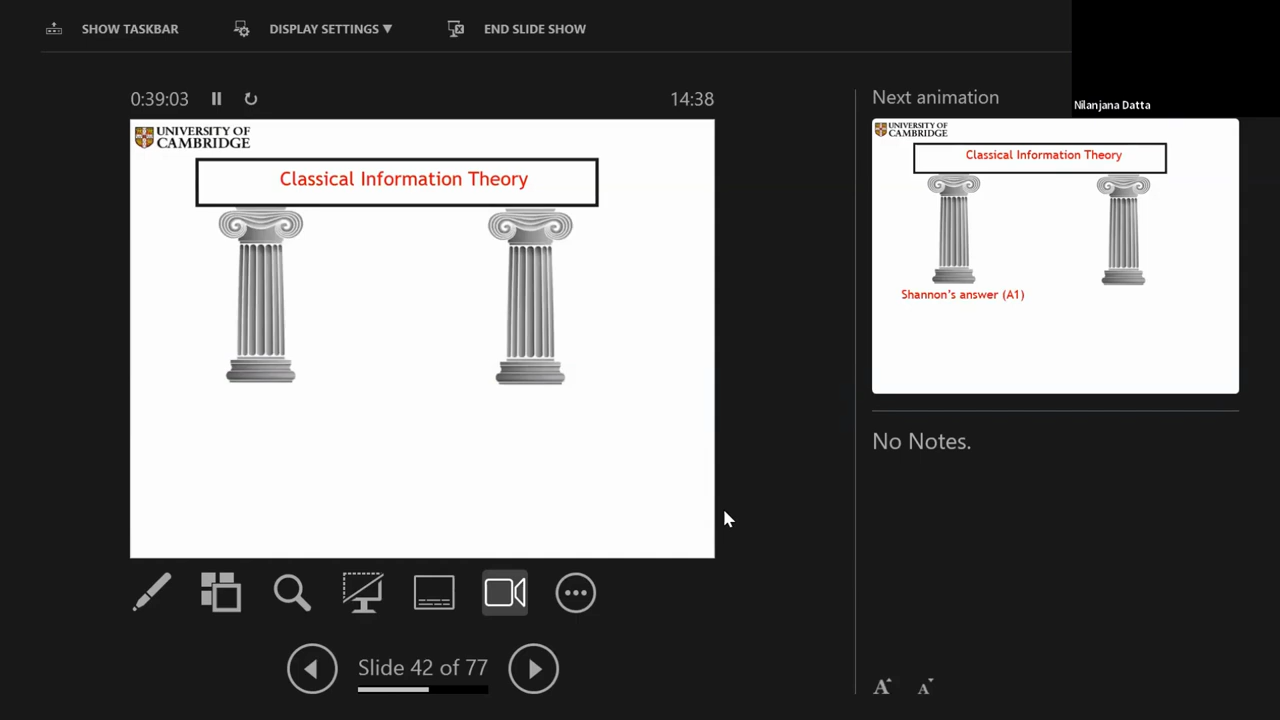 SHOW TASKBAR
DISPLAY SETTINGS ▼
END SLIDE SHOW
0:39:03
14:38
UNIVERSITY OF
CAMBRIDGE
Classical Information Theory
Slide 42 of 77
Next animation
Nilanjana Datta
UNIVERSITY OF
CAMBRIDGE
Classical Information Theory
Shannon's answer (A1)
No Notes.
A A